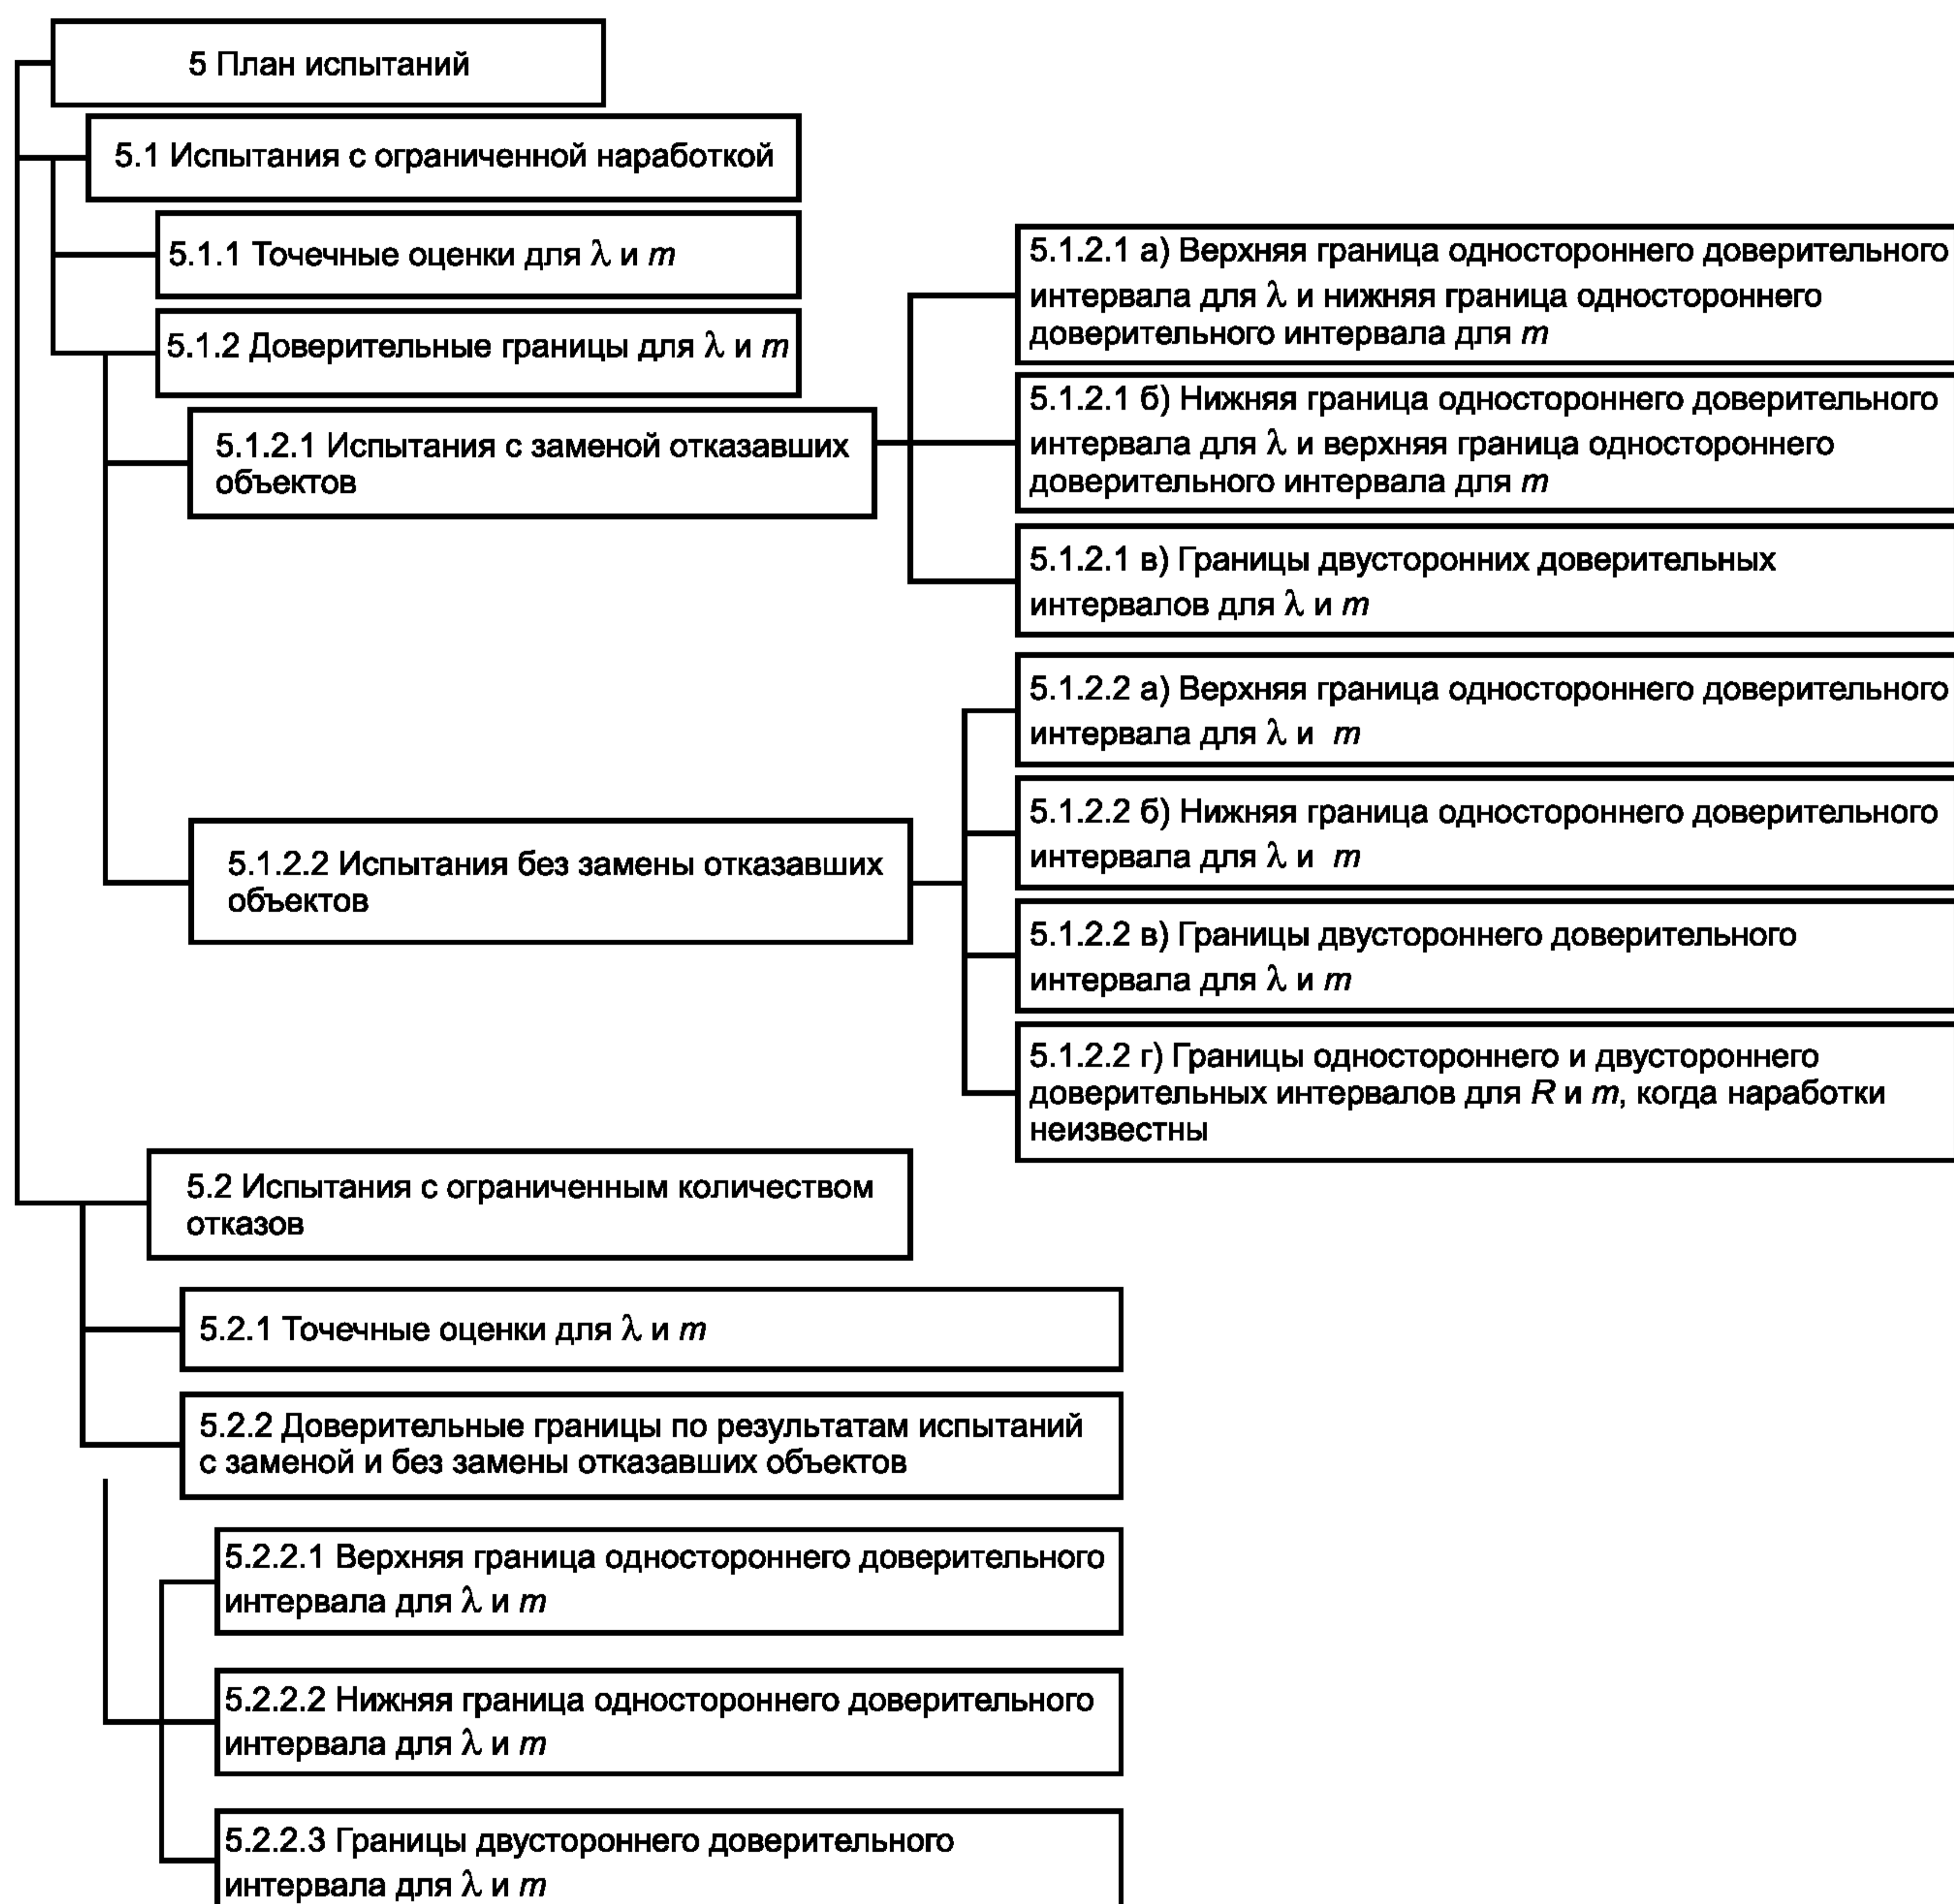 5 План испытаний
5.1 Испытания с ограниченной наработкой
5.1.1 Точечные оценки для λ и m
5.1.2 Доверительные границы для λ и m
5.1.2.1 Испытания с заменой отказавших
объектов
5.1.2.1 а) Верхняя граница одностороннего доверительного
интервала для λ и нижняя граница одностороннего
доверительного интервала для m
5.1.2.1 б) Нижняя граница одностороннего доверительного
интервала для λ и верхняя граница одностороннего
доверительного интервала для m
5.1.2.1 в) Границы двусторонних доверительных
интервалов для λ и m
5.1.2.2 Испытания без замены отказавших
объектов
5.1.2.2 а) Верхняя граница одностороннего доверительного
интервала для λ и m
5.1.2.2 б) Нижняя граница одностороннего доверительного
интервала для λ и m
5.1.2.2 в) Границы двустороннего доверительного
интервала для λ и m
5.1.2.2 г) Границы одностороннего и двустороннего
доверительных интервалов для R и m, когда наработки
неизвестны
5.2 Испытания с ограниченным количеством
отказов
5.2.1 Точечные оценки для λ и m
5.2.2 Доверительные границы по результатам испытаний
с заменой и без замены отказавших объектов
5.2.2.1 Верхняя граница одностороннего доверительного
интервала для λ и m
5.2.2.2 Нижняя граница одностороннего доверительного
интервала для λ и m
5.2.2.3 Границы двустороннего доверительного
интервала для λ и m